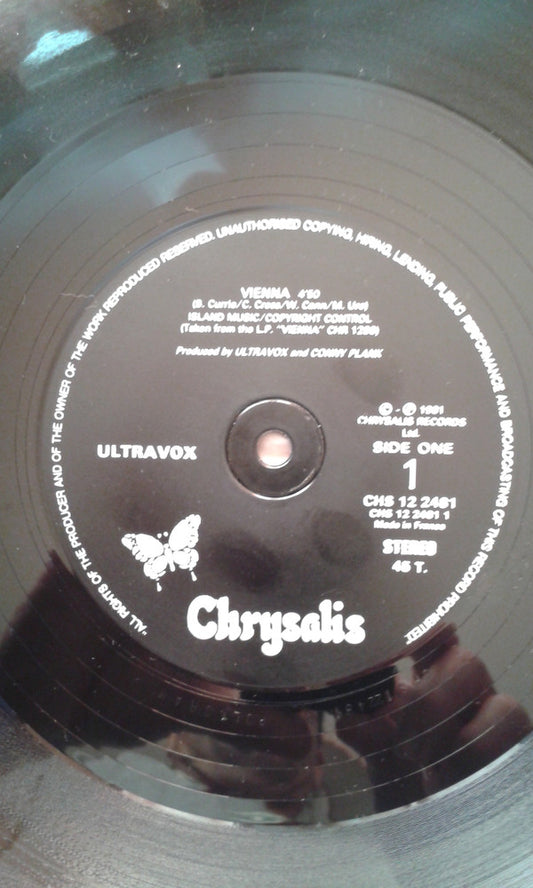 "ALL RIGHTS OF THE PRODUCER AND OF THE OWNER OF THE WORK REPRODUCED RESERVED. UNAUTHORISED COPYING, HIRING, LENDING, PUBLIC PERFORMANCE AND BROADCASTING OF THIS RECORD PROHIBITED"
VIENNA 4'50
(B. Currie/C. Cross/W. Cann/M. Ure)
ISLAND MUSIC/COPYRIGHT CONTROL
(Taken from the L.P. "VIENNA" CHR 1296)
Produced by ULTRAVOX and CONNY PLANK
© - ℗ 1981
CHRYSALIS RECORDS
Ltd.
ULTRAVOX
SIDE ONE
1
CHS 12 2481
CHS 12 2481 1
Made in France
STEREO
45 T.
Chrysalis